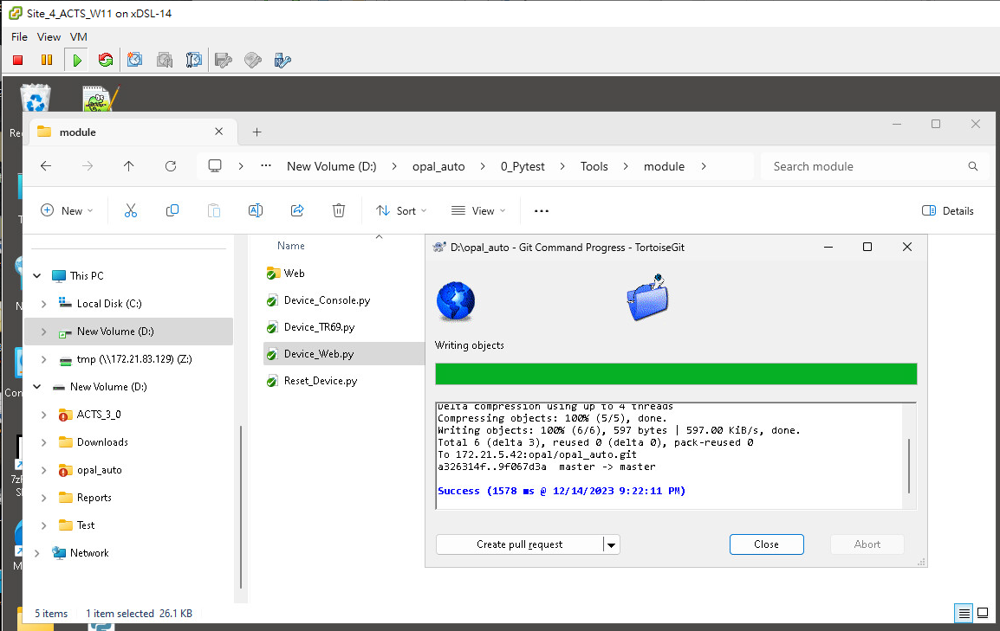 Site_4_ACTS_W11 on xDSL-14
File View VM
module
New Volume (D:) opal_auto 0_Pytest Tools module
Search module
New
Sort
View
Details
This PC
Local Disk (C:)
New Volume (D:)
tmp (\\172.21.83.129) (Z:)
New Volume (D:)
ACTS_3_0
Downloads
opal_auto
Reports
Test
Network
Name
Web
Device_Console.py
Device_TR69.py
Device_Web.py
Reset_Device.py
D:\opal_auto - Git Command Progress - TortoiseGit
Writing objects
Delta compression using up to 4 threads
Compressing objects: 100% (5/5), done.
Writing objects: 100% (6/6), 597 bytes | 597.00 KiB/s, done.
Total 6 (delta 3), reused 0 (delta 0), pack-reused 0
To 172.21.5.42:opal/opal_auto.git
a326314f..9f067d3a master -> master
Success (1578 ms @ 12/14/2023 9:22:11 PM)
Create pull request
Close
Abort
5 items 1 item selected 26.1 KB